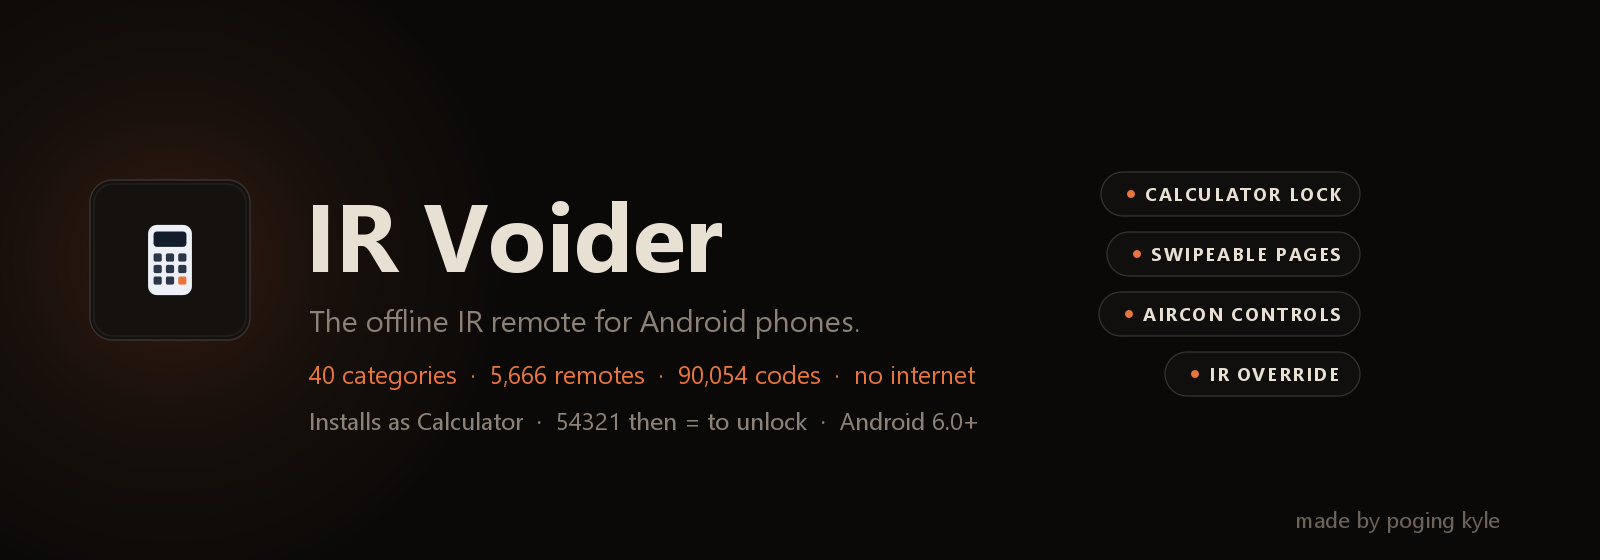 IR Voider
The offline IR remote for Android phones.
40 categories · 5,666 remotes · 90,054 codes · no internet
Installs as Calculator · 54321 then = to unlock · Android 6.0+
CALCULATOR LOCK
SWIPEABLE PAGES
AIRCON CONTROLS
IR OVERRIDE
made by poging kyle